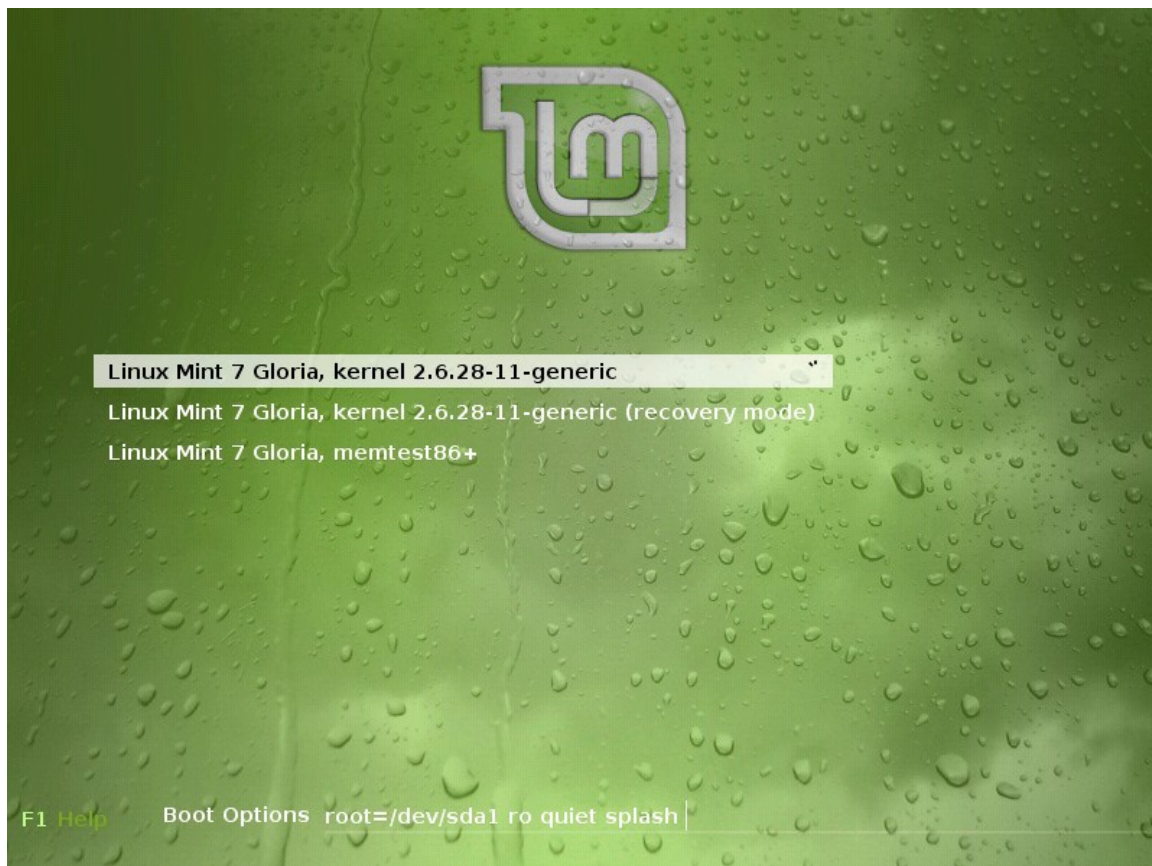 lm
Linux Mint 7 Gloria, kernel 2.6.28-11-generic
Linux Mint 7 Gloria, kernel 2.6.28-11-generic (recovery mode)
Linux Mint 7 Gloria, memtest86+
F1 Help Boot Options root=/dev/sda1 ro quiet splash